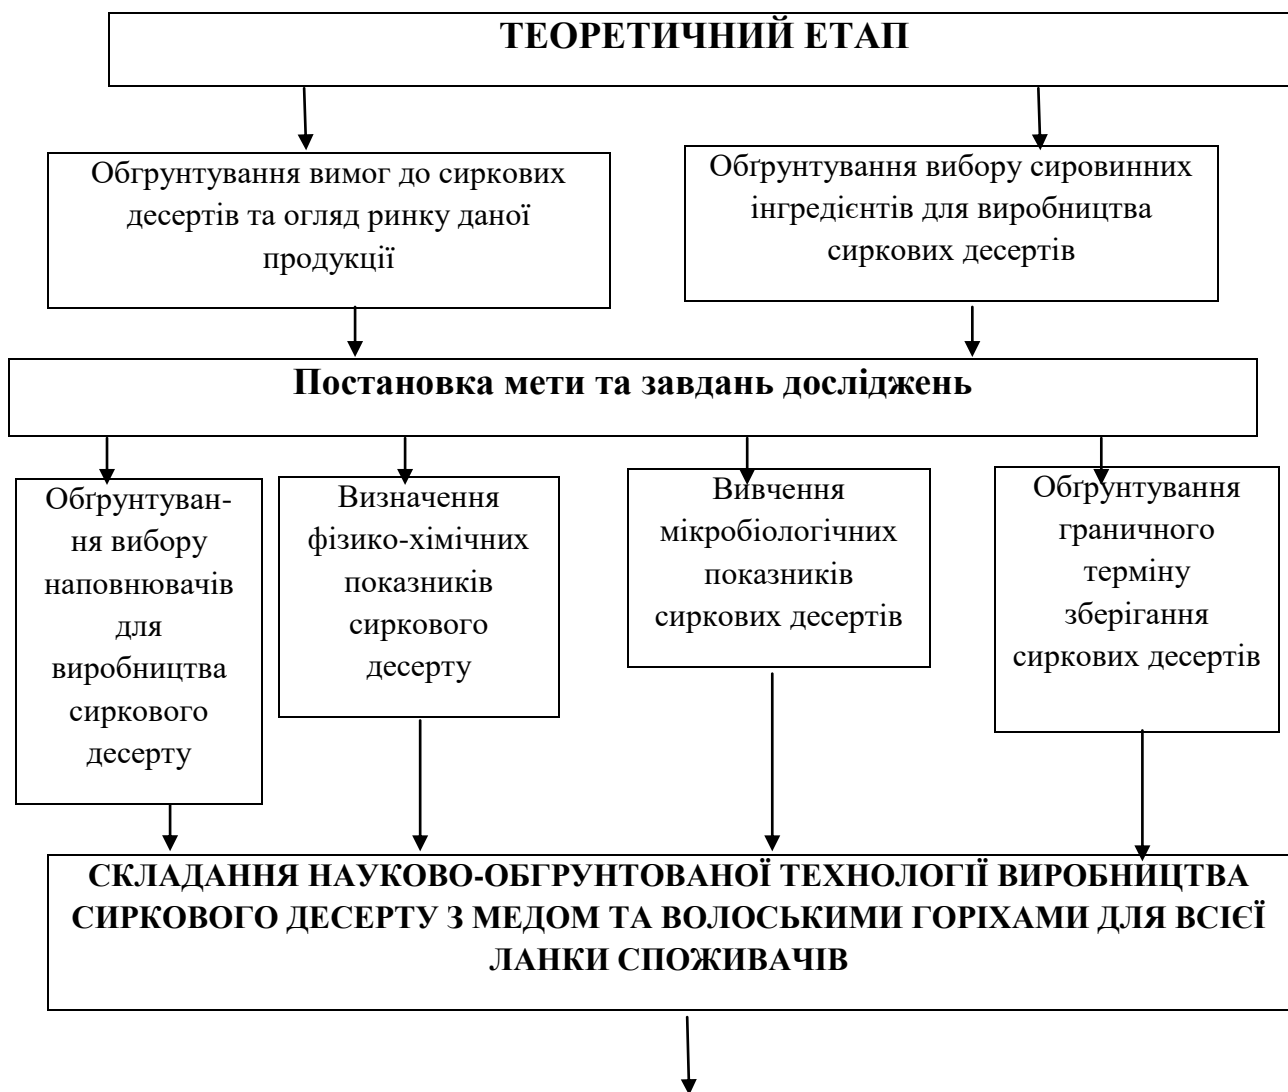 ТЕОРЕТИЧНИЙ ЕТАП
Обгрунтування вимог до сиркових
десертів та огляд ринку даної
продукції
Обґрунтування вибору сировинних
інгредієнтів для виробництва
сиркових десертів
Постановка мети та завдань досліджень
Обґрунтуван-
ня вибору
наповнювачів
для
виробництва
сиркового
десерту
Визначення
фізико-хімічних
показників
сиркового
десерту
Вивчення
мікробіологічних
показників
сиркових десертів
Обґрунтування
граничного
терміну
зберігання
сиркових десертів
СКЛАДАННЯ НАУКОВО-ОБГРУНТОВАНОЇ ТЕХНОЛОГІЇ ВИРОБНИЦТВА
СИРКОВОГО ДЕСЕРТУ З МЕДОМ ТА ВОЛОСЬКИМИ ГОРІХАМИ ДЛЯ ВСІЄЇ
ЛАНКИ СПОЖИВАЧІВ